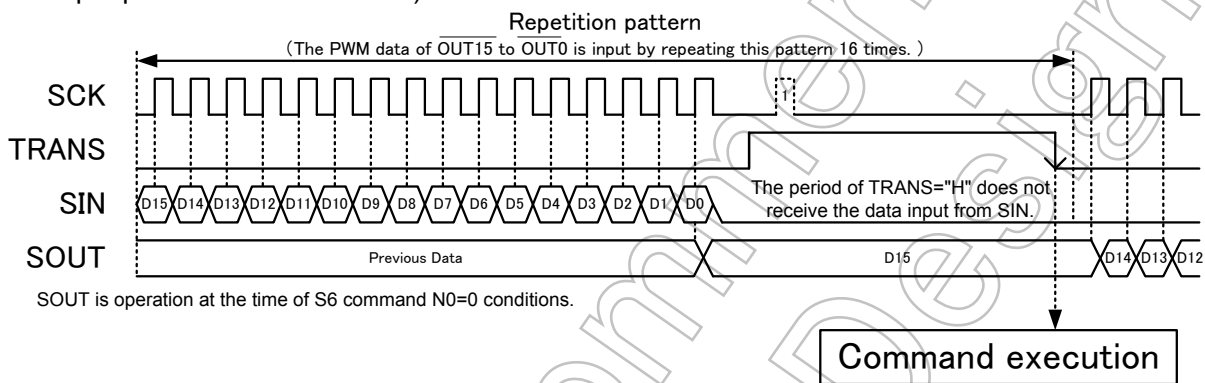 Repetition pattern
(The PWM data of OUT15 to OUT0 is input by repeating this pattern 16 times. )
SCK
1
TRANS
SIN
D15 D14 D13 D12 D11 D10 D9 D8 D7 D6 D5 D4 D3 D2 D1 D0
The period of TRANS="H" does not
receive the data input from SIN.
SOUT
Previous Data
D15
D14 D13 D12
SOUT is operation at the time of S6 command N0=0 conditions.
Command execution